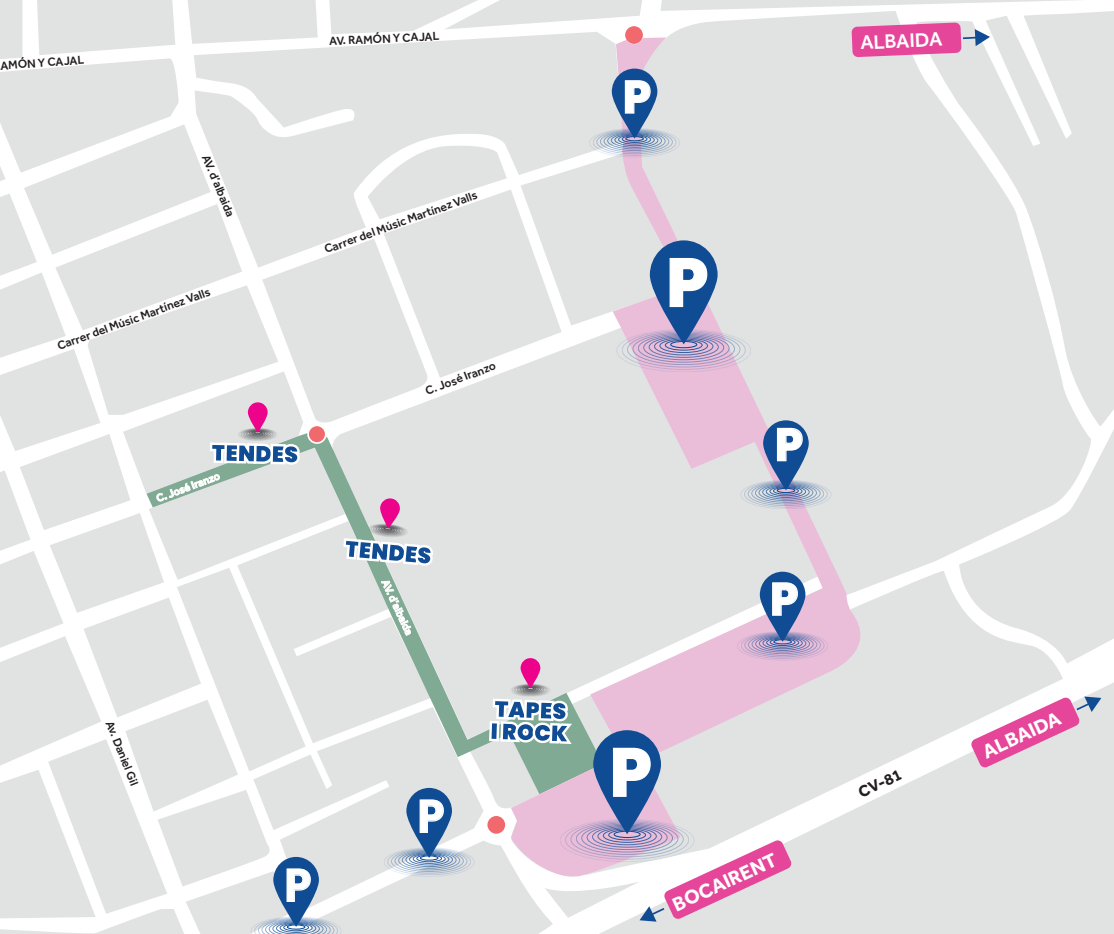 AV. RAMÓN Y CAJAL
ALBAIDA
AMÓN Y CAJAL
P
AV. d'albaida
Carrer del Músic Martínez Valls
P
Carrer del Músic Martínez Valls
C. José Iranzo
TENDES
P
C. José Iranzo
TENDES
AV. d'albaida
P
TAPES
I ROCK
ALBAIDA
Av. Daniel Gil
P
CV-81
P
BOCAIRENT
P